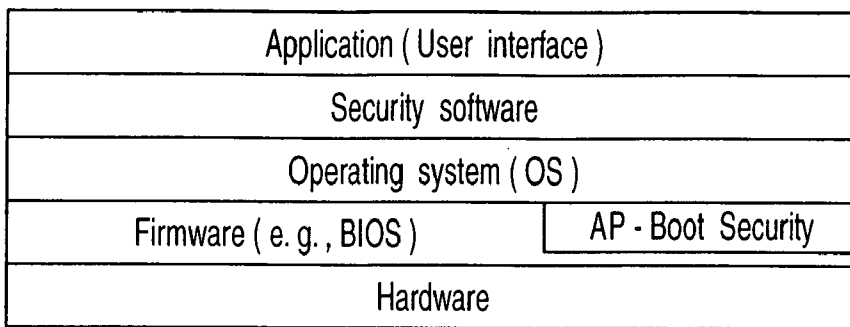 Application ( User interface )
Security software
Operating system ( OS )
Firmware ( e. g. , BIOS )
AP - Boot Security
Hardware